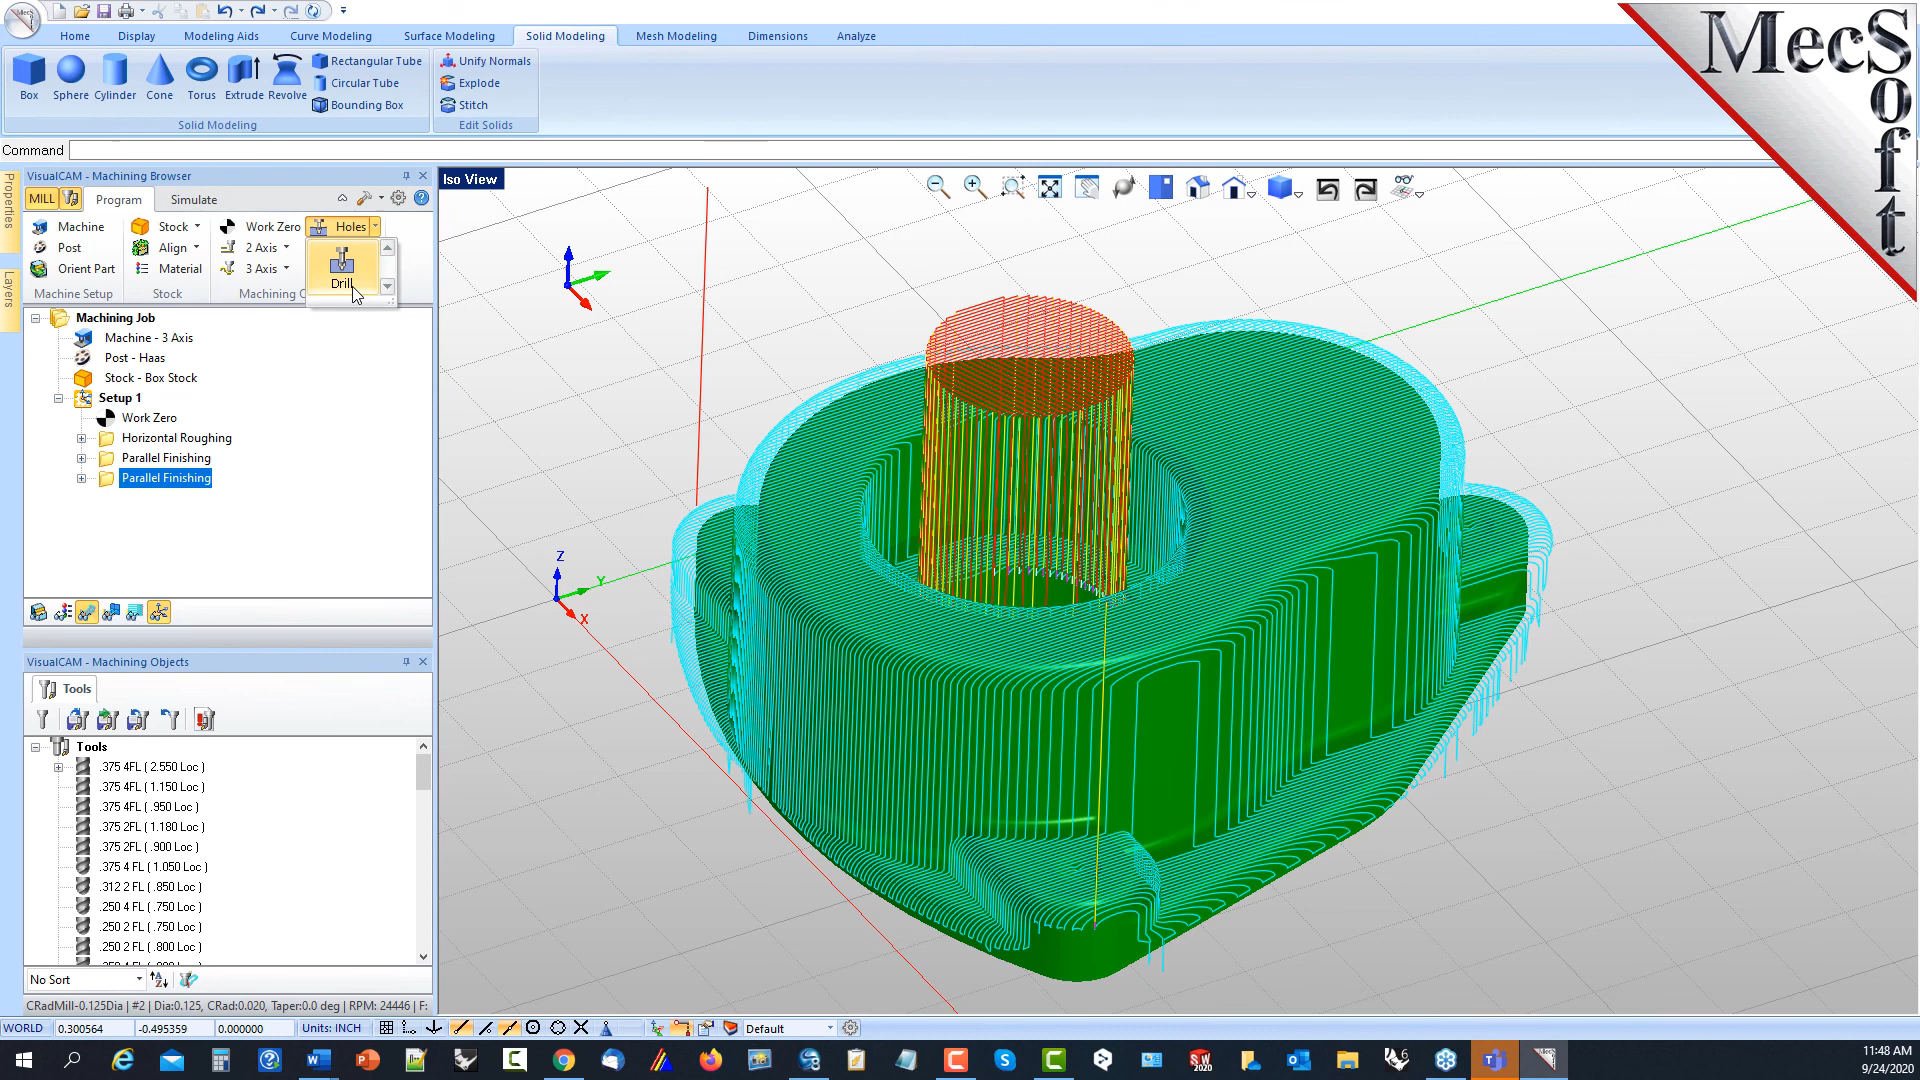 Home Display Modeling Aids Curve Modeling Surface Modeling Solid Modeling Mesh Modeling Dimensions Analyze
Box Sphere Cylinder Cone Torus Extrude Revolve
Rectangular Tube
Circular Tube
Bounding Box
Unify Normals
Explode
Stitch
Solid Modeling
Edit Solids
Command
MecSoft
Properties
Layers
VisualCAM - Machining Browser
MILL Program Simulate
Machine Stock Work Zero Holes
Post Align 2 Axis
Orient Part Material 3 Axis
Drill
Machine Setup Stock Machining O
Machining Job
Machine - 3 Axis
Post - Haas
Stock - Box Stock
Setup 1
Work Zero
Horizontal Roughing
Parallel Finishing
Parallel Finishing
Iso View
Z
Y
X
VisualCAM - Machining Objects
Tools
Tools
.375 4FL ( 2.550 Loc )
.375 4FL ( 1.150 Loc )
.375 4FL ( .950 Loc )
.375 2FL ( 1.180 Loc )
.375 2FL ( .900 Loc )
.375 4 FL ( 1.050 Loc )
.312 2 FL ( .850 Loc )
.250 4 FL ( .750 Loc )
.250 2 FL ( .750 Loc )
.250 2 FL ( .800 Loc )
No Sort
CRadMill-0.125Dia | #2 | Dia:0.125, CRad:0.020, Taper:0.0 deg | RPM: 24446 | F:
WORLD 0.300564 -0.495359 0.000000 Units: INCH Default
11:48 AM
9/24/2020